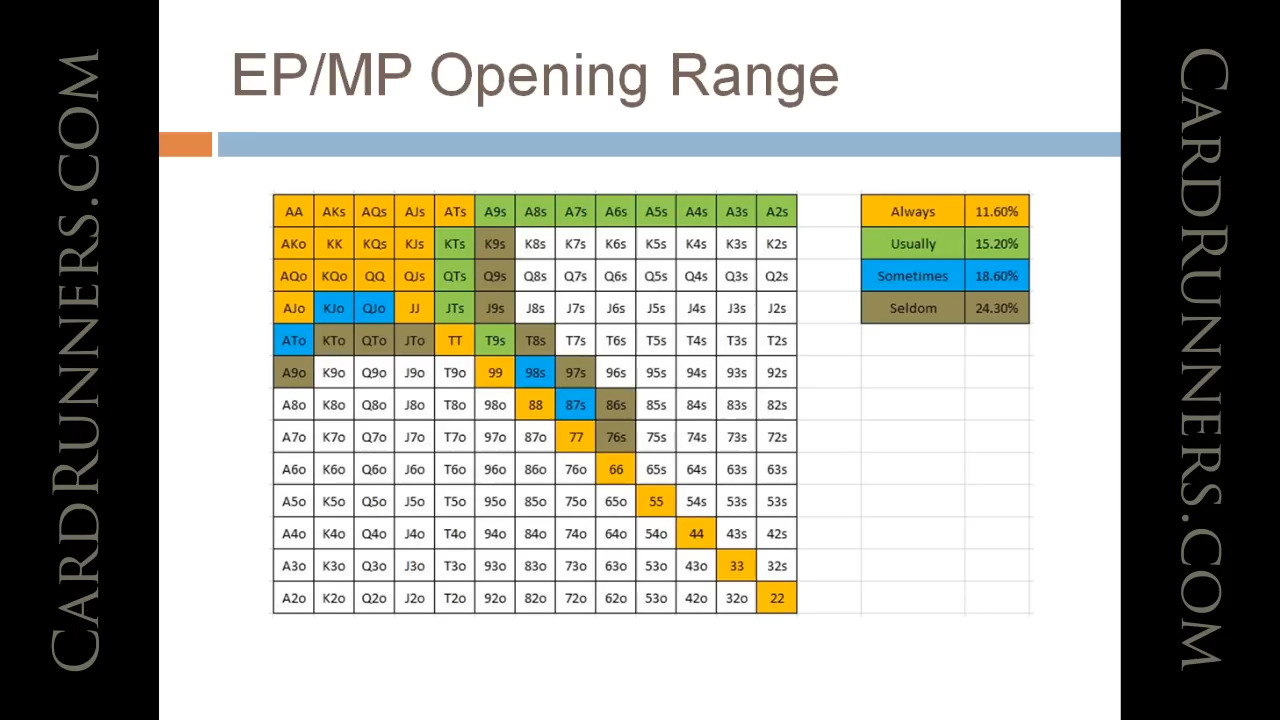 CARDRUNNERS.COM
EP/MP Opening Range
AA AKs AQs AJs ATs A9s A8s A7s A6s A5s A4s A3s A2s Always 11.60%
AKo KK KQs KJs KTs K9s K8s K7s K6s K5s K4s K3s K2s Usually 15.20%
AQo KQo QQ QJs QTs Q9s Q8s Q7s Q6s Q5s Q4s Q3s Q2s Sometimes 18.60%
AJo KJo QJo JJ JTs J9s J8s J7s J6s J5s J4s J3s J2s Seldom 24.30%
ATo KTo QTo JTo TT T9s T8s T7s T6s T5s T4s T3s T2s
A9o K9o Q9o J9o T9o 99 98s 97s 96s 95s 94s 93s 92s
A8o K8o Q8o J8o T8o 98o 88 87s 86s 85s 84s 83s 82s
A7o K7o Q7o J7o T7o 97o 87o 77 76s 75s 74s 73s 72s
A6o K6o Q6o J6o T6o 96o 86o 76o 66 65s 64s 63s 63s
A5o K5o Q5o J5o T5o 95o 85o 75o 65o 55 54s 53s 53s
A4o K4o Q4o J4o T4o 94o 84o 74o 64o 54o 44 43s 42s
A3o K3o Q3o J3o T3o 93o 83o 73o 63o 53o 43o 33 32s
A2o K2o Q2o J2o T2o 92o 82o 72o 62o 53o 42o 32o 22
CARDRUNNERS.COM